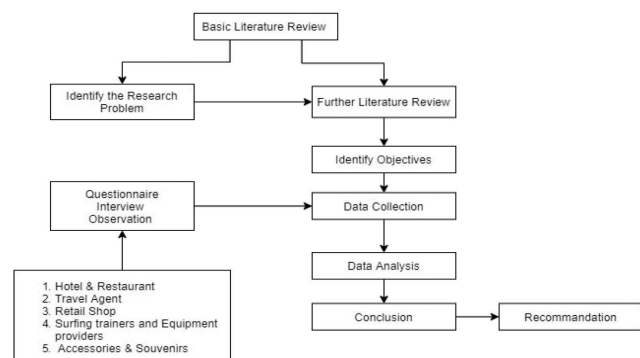 Basic Literature Review
Identify the Research
Problem
Further Literature Review
Identify Objectives
Questionnaire
Interview
Observation
Data Collection
Data Analysis
1. Hotel & Restaurant
2. Travel Agent
3. Retail Shop
4. Surfing trainers and Equipment
providers
5. Accessories & Souvenirs
Conclusion
Recommandation